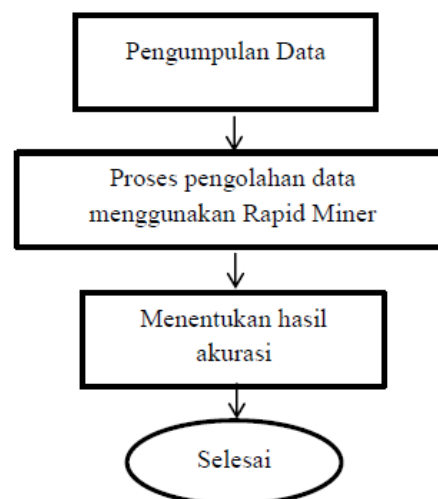 Pengumpulan Data
Proses pengolahan data
menggunakan Rapid Miner
Menentukan hasil
akurasi
Selesai